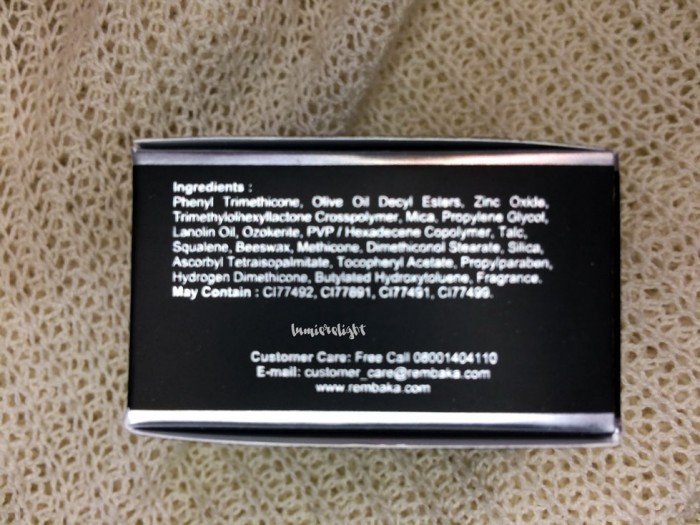 Ingredients :
Phenyl Trimethicone, Olive Oil Decyl Esters, Zinc Oxide,
Trimethylolhexyllactone Crosspolymer, Mica, Propylene Glycol,
Lanolin Oil, Ozokerite, PVP / Hexadecene Copolymer, Talc,
Squalene, Beeswax, Methicone, Dimethiconol Stearate, Silica,
Ascorbyl Tetraisopalmitate, Tocopheryl Acetate, Propylparaben,
Hydrogen Dimethicone, Butylated Hydroxytoluene, Fragrance.
May Contain : CI77492, CI77891, CI77491, CI77499.
lumierelight
Customer Care: Free Call 08001404110
E-mail: customer_care@rembaka.com
www.rembaka.com